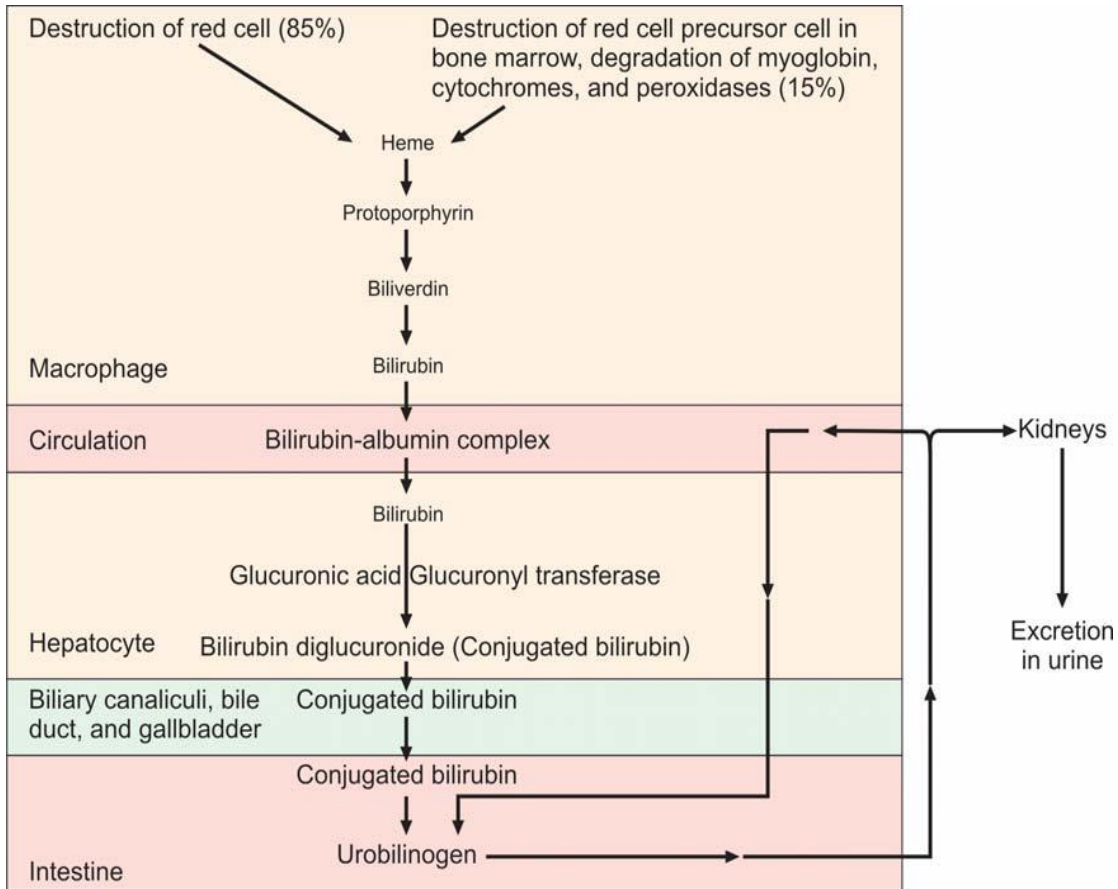 Destruction of red cell (85%)
Destruction of red cell precursor cell in
bone marrow, degradation of myoglobin,
cytochromes, and peroxidases (15%)
Heme
Protoporphyrin
Biliverdin
Macrophage
Bilirubin
Circulation
Bilirubin-albumin complex
Kidneys
Bilirubin
Glucuronic acid Glucuronyl transferase
Hepatocyte
Bilirubin diglucuronide (Conjugated bilirubin)
Excretion
in urine
Biliary canaliculi, bile
duct, and gallbladder
Conjugated bilirubin
Conjugated bilirubin
Urobilinogen
Intestine